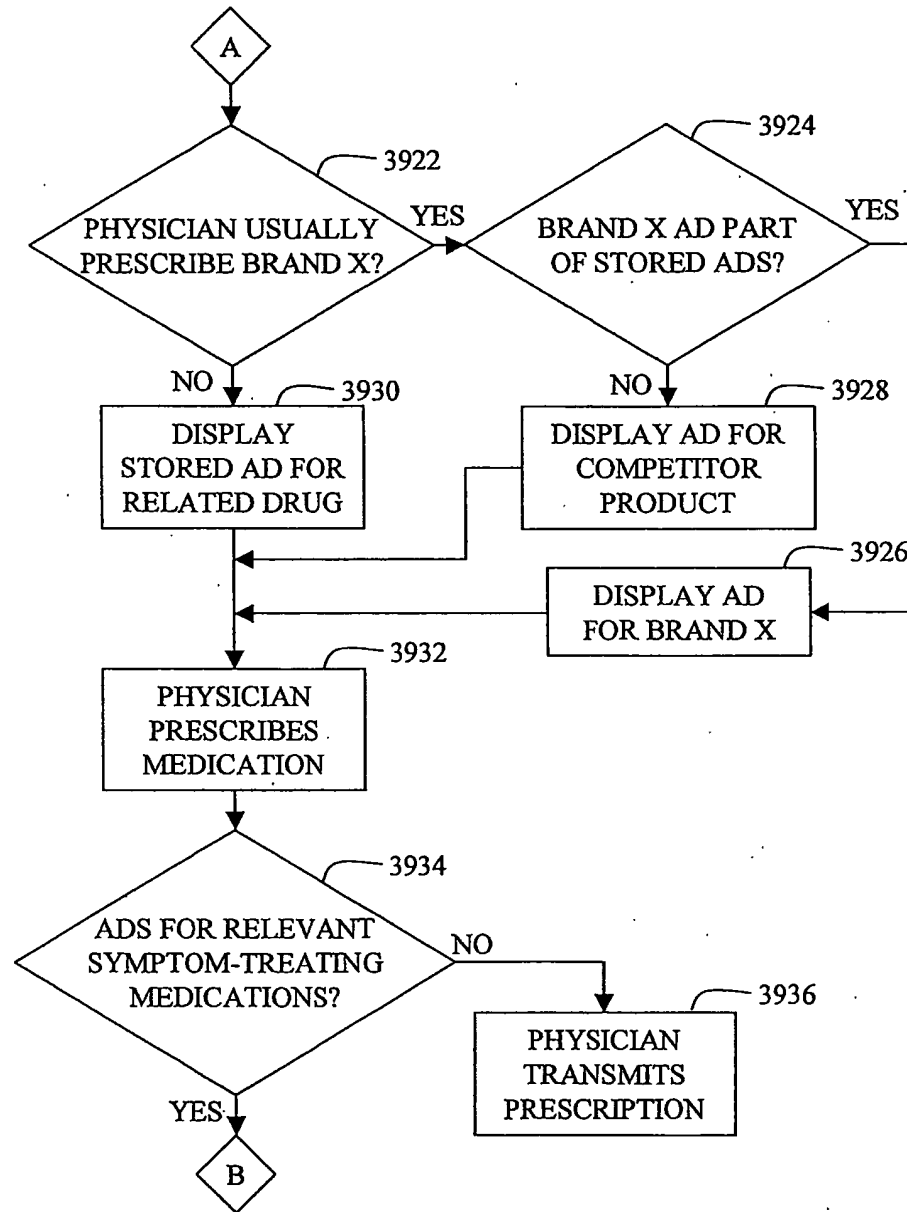 A
3922
PHYSICIAN USUALLY
PRESCRIBE BRAND X?
YES
3924
BRAND X AD PART
OF STORED ADS?
YES
NO
3930
DISPLAY
STORED AD FOR
RELATED DRUG
NO
3928
DISPLAY AD FOR
COMPETITOR
PRODUCT
3926
DISPLAY AD
FOR BRAND X
3932
PHYSICIAN
PRESCRIBES
MEDICATION
3934
ADS FOR RELEVANT
SYMPTOM-TREATING
MEDICATIONS?
NO
3936
PHYSICIAN
TRANSMITS
PRESCRIPTION
YES
B